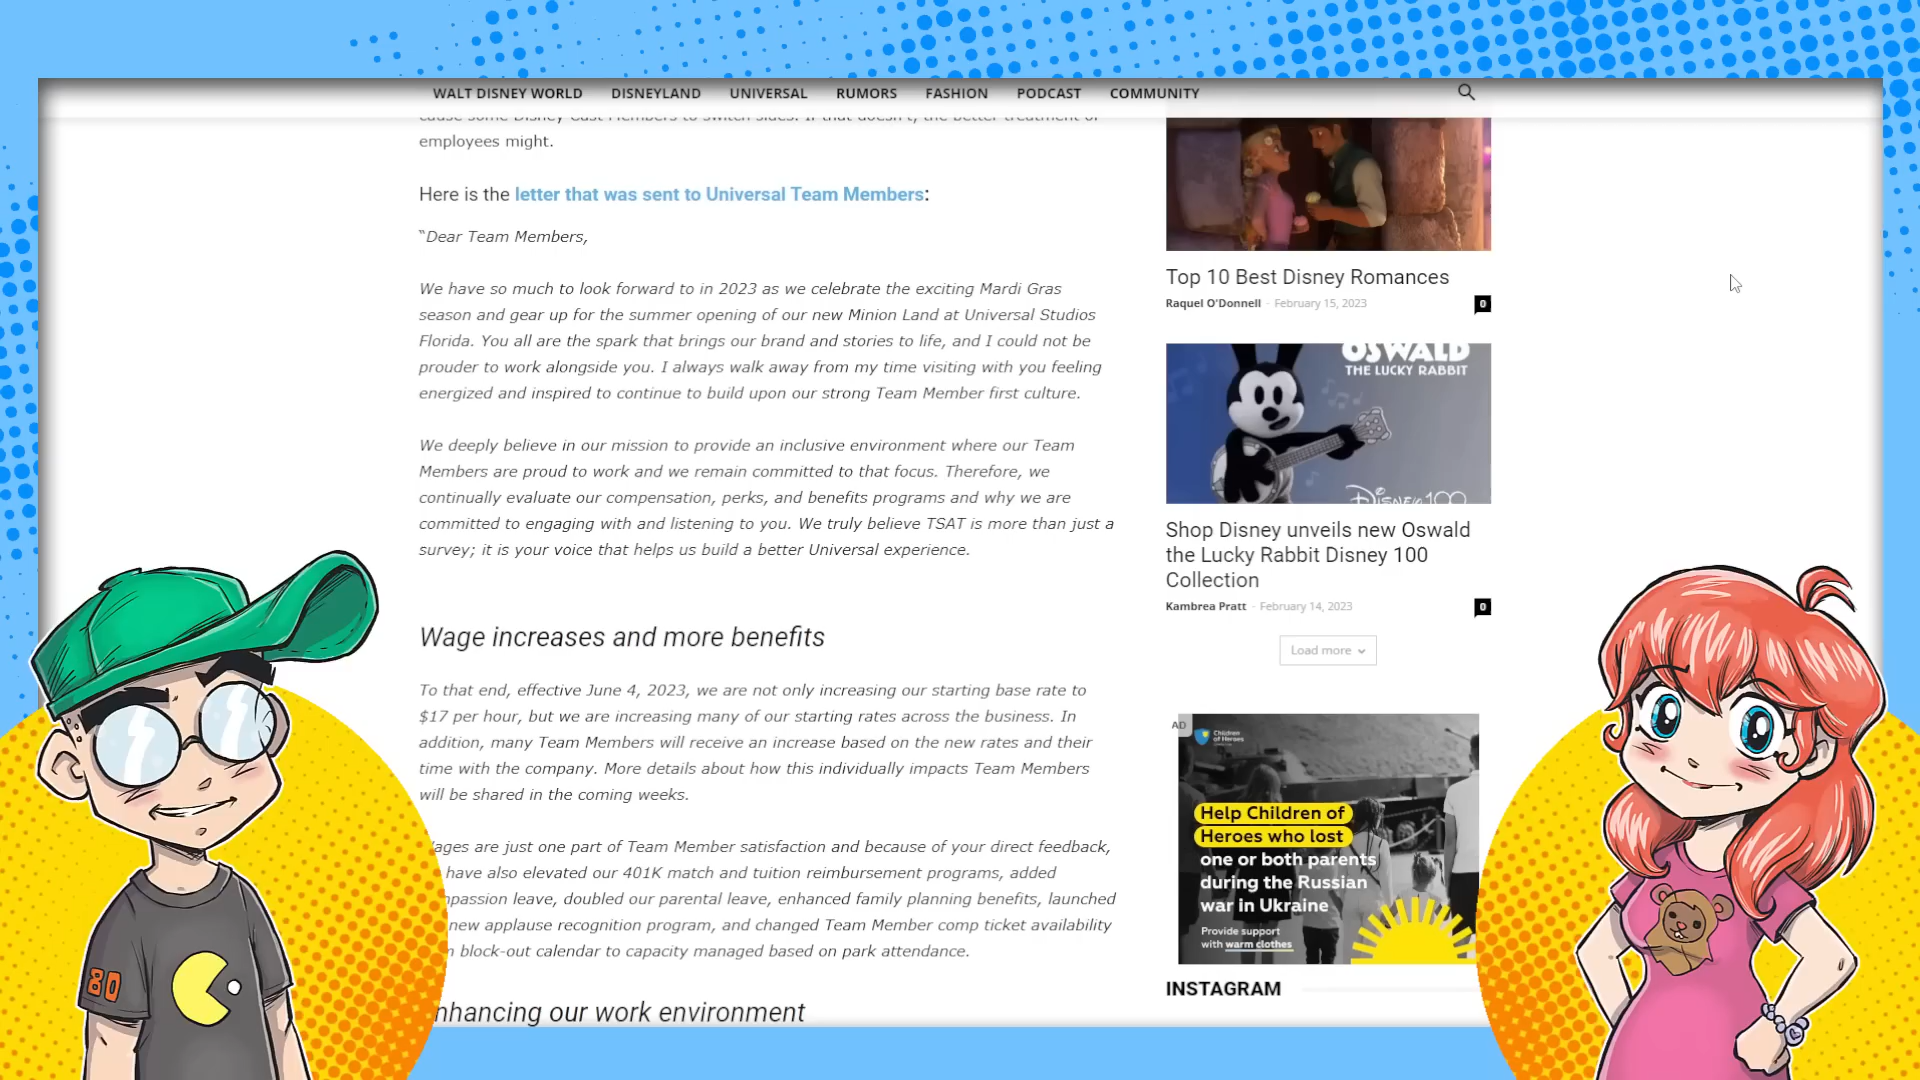 WALT DISNEY WORLD DISNEYLAND UNIVERSAL RUMORS FASHION PODCAST COMMUNITY
cause some Disney Cast Members to switch sides. If that doesn't, the better treatment of
employees might.
Here is the letter that was sent to Universal Team Members:
“Dear Team Members,
We have so much to look forward to in 2023 as we celebrate the exciting Mardi Gras
season and gear up for the summer opening of our new Minion Land at Universal Studios
Florida. You all are the spark that brings our brand and stories to life, and I could not be
prouder to work alongside you. I always walk away from my time visiting with you feeling
energized and inspired to continue to build upon our strong Team Member first culture.
We deeply believe in our mission to provide an inclusive environment where our Team
Members are proud to work and we remain committed to that focus. Therefore, we
continually evaluate our compensation, perks, and benefits programs and why we are
committed to engaging with and listening to you. We truly believe TSAT is more than just a
survey; it is your voice that helps us build a better Universal experience.
Wage increases and more benefits
To that end, effective June 4, 2023, we are not only increasing our starting base rate to
$17 per hour, but we are increasing many of our starting rates across the business. In
addition, many Team Members will receive an increase based on the new rates and their
time with the company. More details about how this individually impacts Team Members
will be shared in the coming weeks.
ages are just one part of Team Member satisfaction and because of your direct feedback,
have also elevated our 401K match and tuition reimbursement programs, added
passion leave, doubled our parental leave, enhanced family planning benefits, launched
new applause recognition program, and changed Team Member comp ticket availability
block-out calendar to capacity managed based on park attendance.
nhancing our work environment
Top 10 Best Disney Romances
Raquel O'Donnell - February 15, 2023 0
OSWALD
THE LUCKY RABBIT
Disney100
Shop Disney unveils new Oswald
the Lucky Rabbit Disney 100
Collection
Kambrea Pratt - February 14, 2023 0
Load more
AD
Children
of Heroes
Help Children of
Heroes who lost
one or both parents
during the Russian
war in Ukraine
Provide support
with warm clothes
INSTAGRAM
80